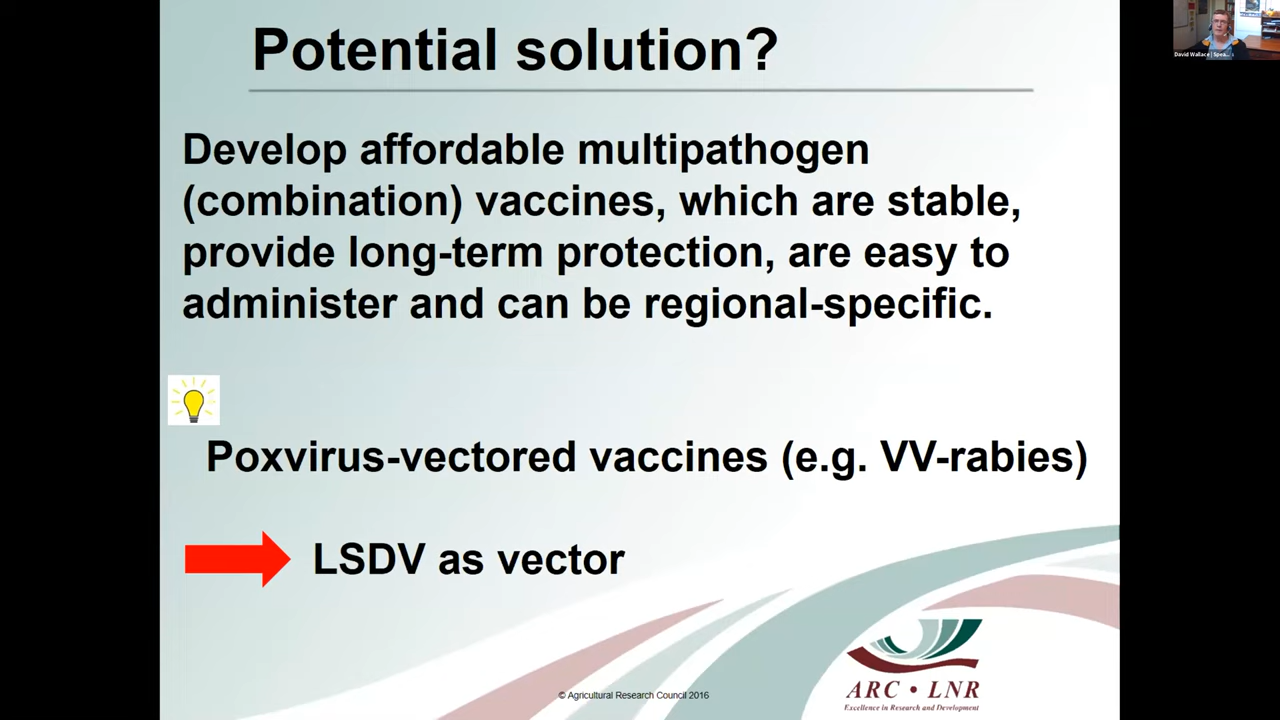 Potential solution?
Develop affordable multipathogen
(combination) vaccines, which are stable,
provide long-term protection, are easy to
administer and can be regional-specific.
Poxvirus-vectored vaccines (e.g. VV-rabies)
LSDV as vector
ARC • LNR
Excellence in Research and Development
© Agricultural Research Council 2016
David Wallace | Spea...